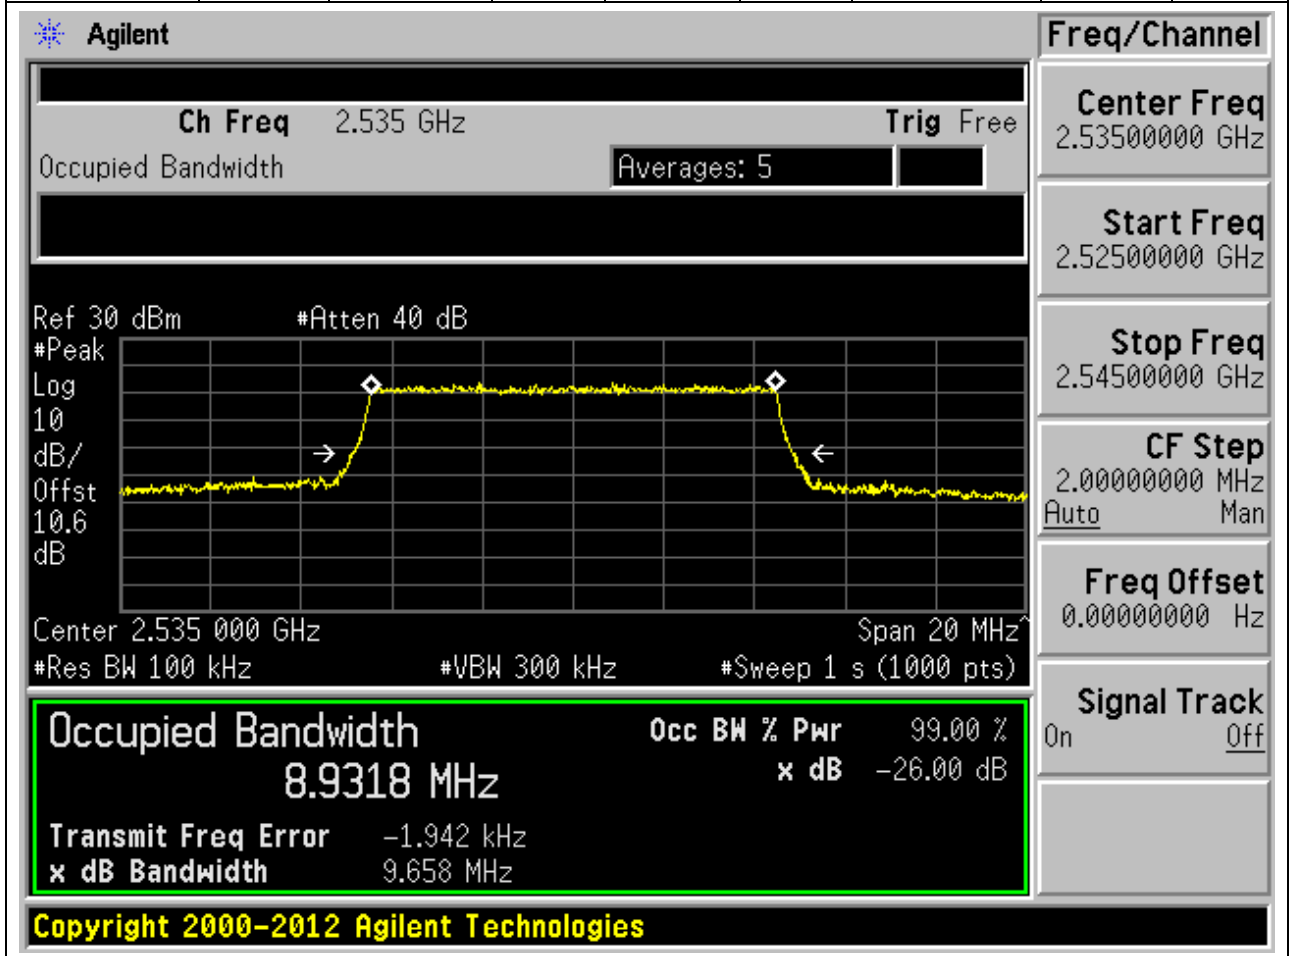 Agilent
Freq/Channel
Ch Freq 2.535 GHz Trig Free
Occupied Bandwidth Averages: 5
Center Freq
2.53500000 GHz
Start Freq
2.52500000 GHz
Stop Freq
2.54500000 GHz
CF Step
2.00000000 MHz
Auto Man
Freq Offset
0.00000000 Hz
Signal Track
On Off
Ref 30 dBm #Atten 40 dB
#Peak
Log
10
dB/
Offst
10.6
dB
Center 2.535 000 GHz Span 20 MHz^
#Res BW 100 kHz #VBW 300 kHz #Sweep 1 s (1000 pts)
Occupied Bandwidth Occ BW % Pwr 99.00 %
8.9318 MHz x dB -26.00 dB
Transmit Freq Error -1.942 kHz
x dB Bandwidth 9.658 MHz
Copyright 2000-2012 Agilent Technologies